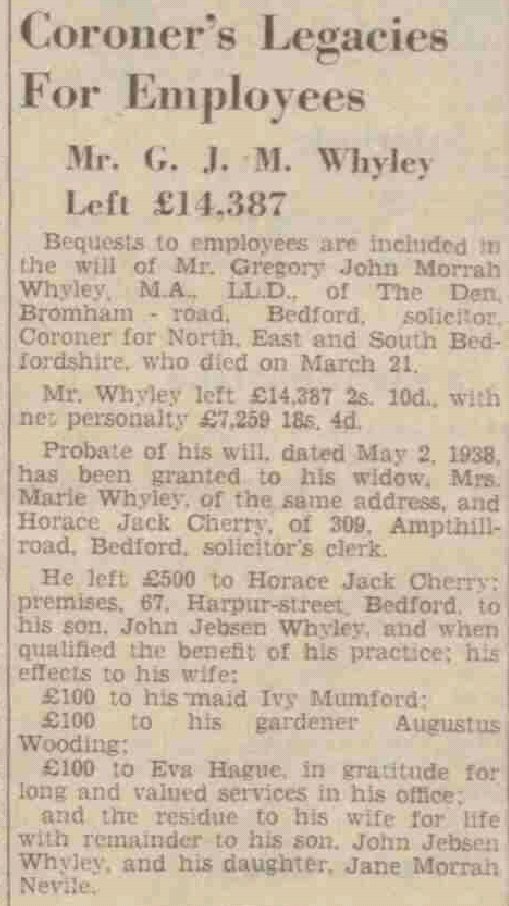 Coroner's Legacies
For Employees
Mr. G. J. M. Whyley
Left £14,387
Bequests to employees are included in
the will of Mr. Gregory John Morrah
Whyley, M.A., LL.D., of The Den,
Bromham - road, Bedford, solicitor,
Coroner for North, East and South Bed-
fordshire, who died on March 21.
Mr. Whyley left £14,387 2s. 10d., with
net personalty £7,259 18s. 4d.
Probate of his will, dated May 2, 1938,
has been granted to his widow, Mrs.
Marie Whyley, of the same address, and
Horace Jack Cherry, of 309, Ampthill-
road, Bedford, solicitor's clerk.
He left £500 to Horace Jack Cherry;
premises, 67, Harpur-street, Bedford, to
his son, John Jebsen Whyley, and when
qualified the benefit of his practice; his
effects to his wife;
£100 to his maid Ivy Mumford;
£100 to his gardener Augustus
Wooding;
£100 to Eva Hague, in gratitude for
long and valued services in his office;
and the residue to his wife for life
with remainder to his son, John Jebsen
Whyley, and his daughter, Jane Morrah
Nevile.